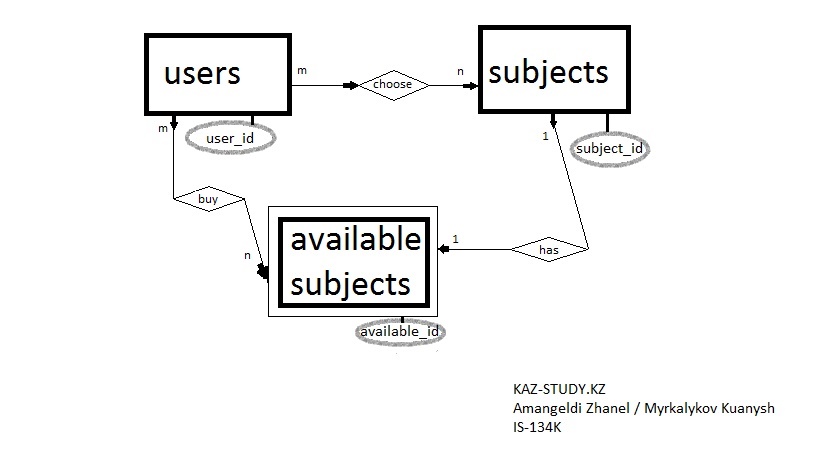 users
m
choose
n
subjects
m
user_id
1
subject_id
buy
n
available
subjects
1
has
available_id
KAZ-STUDY.KZ
Amangeldi Zhanel / Myrkalykov Kuanysh
IS-134K